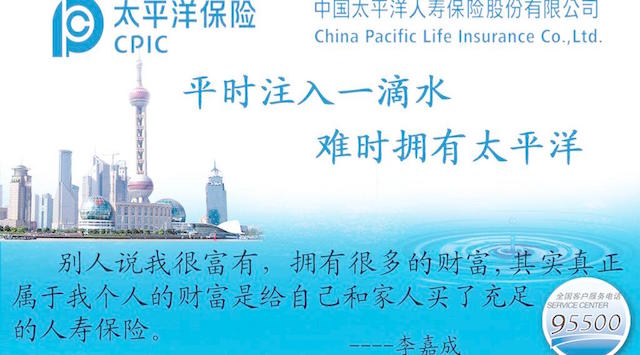 太平洋保险
CPIC
中国太平洋人寿保险股份有限公司
China Pacific Life Insurance Co.,Ltd.
平时注入一滴水
难时拥有太平洋
别人说我很富有，拥有很多的财富,其实真正
属于我个人的财富是给自己和家人买了充足
的人寿保险。
----李嘉成
全国客户服务电话
SERVICE CENTER
95500